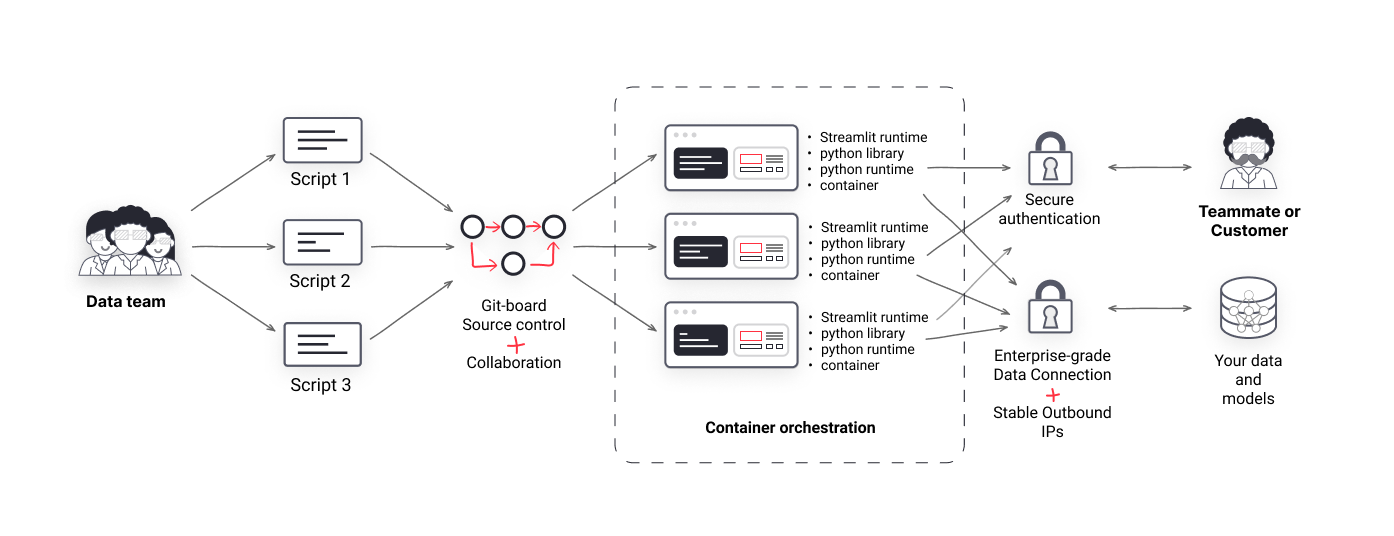 Data team
Script 1
Script 2
Script 3
Git-board
Source control
+
Collaboration
• Streamlit runtime
• python library
• python runtime
• container
• Streamlit runtime
• python library
• python runtime
• container
• Streamlit runtime
• python library
• python runtime
• container
Container orchestration
Secure
authentication
Enterprise-grade
Data Connection
+
Stable Outbound
IPs
Teammate or
Customer
Your data
and
models